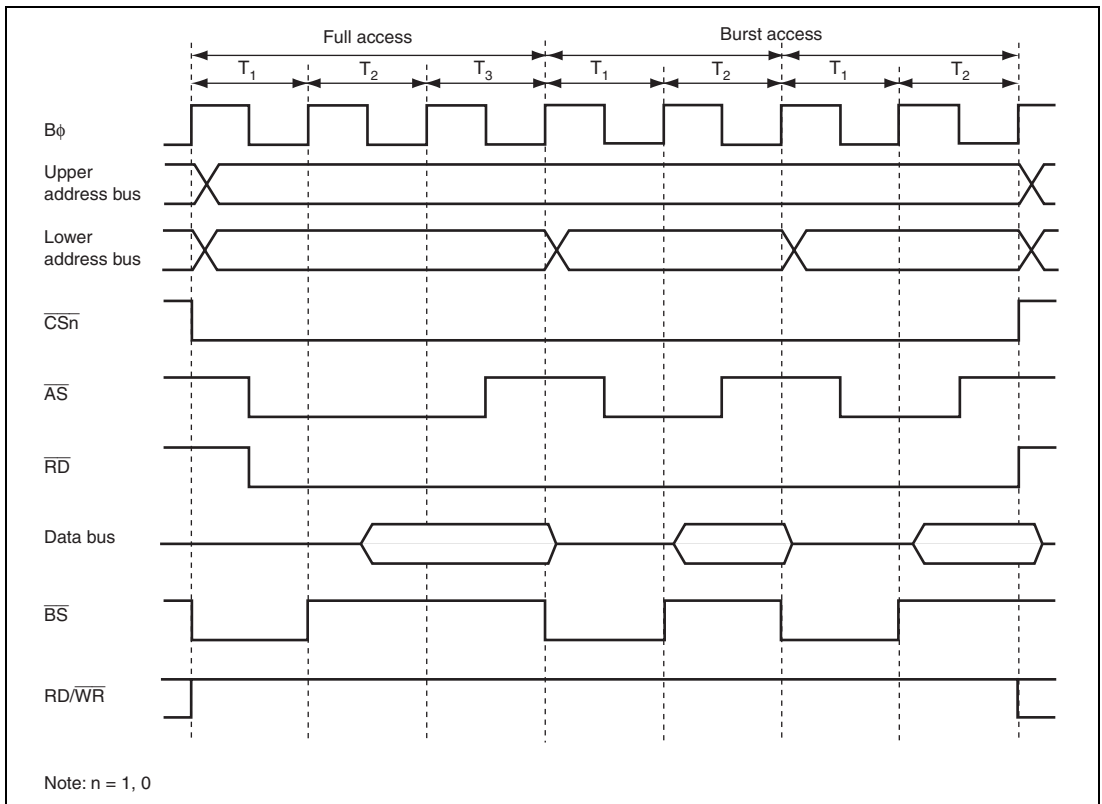 Full access Burst access
T1 T2 T3 T1 T2 T1 T2
Bφ
Upper
address bus
Lower
address bus
CSn
AS
RD
Data bus
BS
RD/WR
Note: n = 1, 0